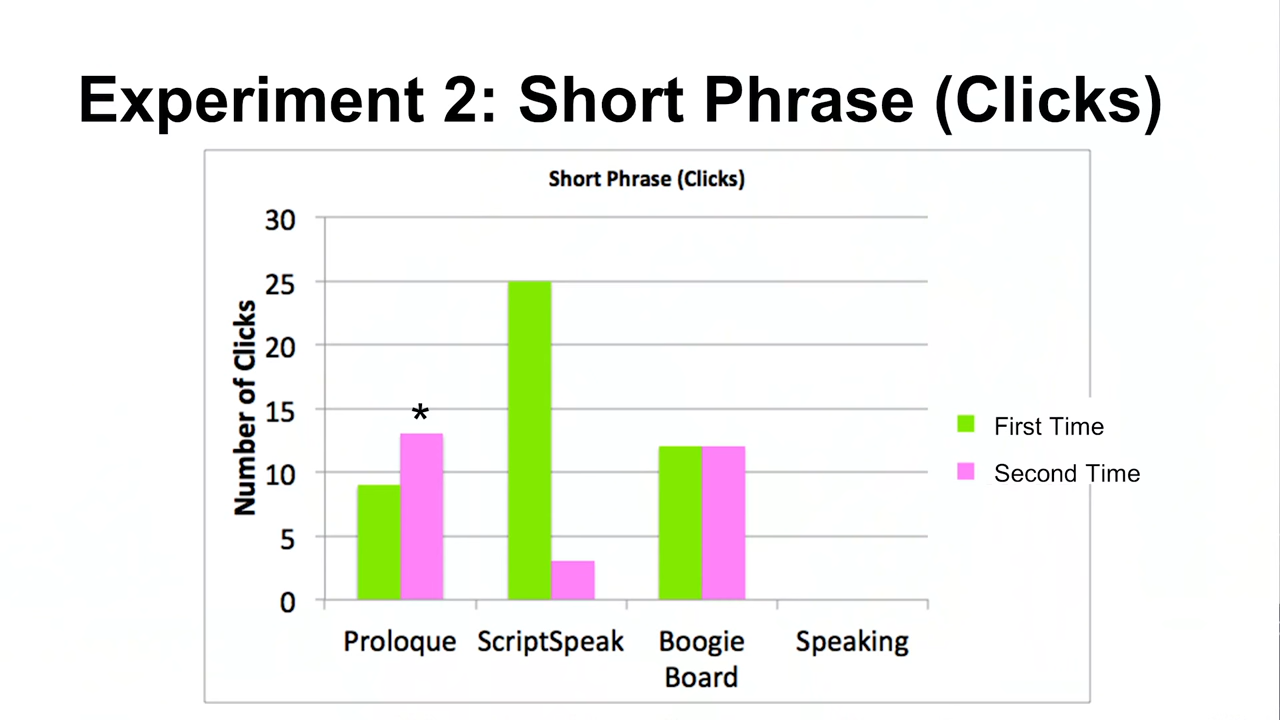 Experiment 2: Short Phrase (Clicks)
Short Phrase (Clicks)
Number of Clicks
30
25
20
15
10
5
0
*
Proloque
ScriptSpeak
Boogie
Board
Speaking
First Time
Second Time